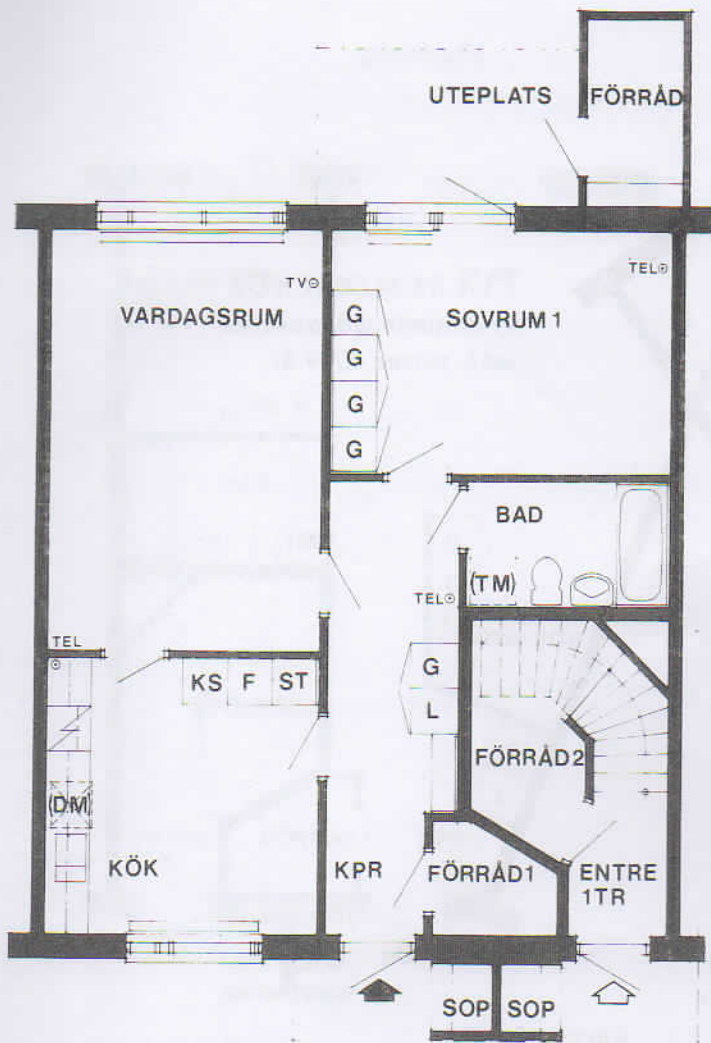 UTEPLATS
FÖRRÅD
TV
TEL
VARDAGSRUM
SOVRUM 1
G
G
G
G
BAD
(TM)
TEL
TEL
KS F ST
G
L
FÖRRÅD 2
(DM)
KÖK
KPR
FÖRRÅD 1
ENTRE
1TR
SOP
SOP